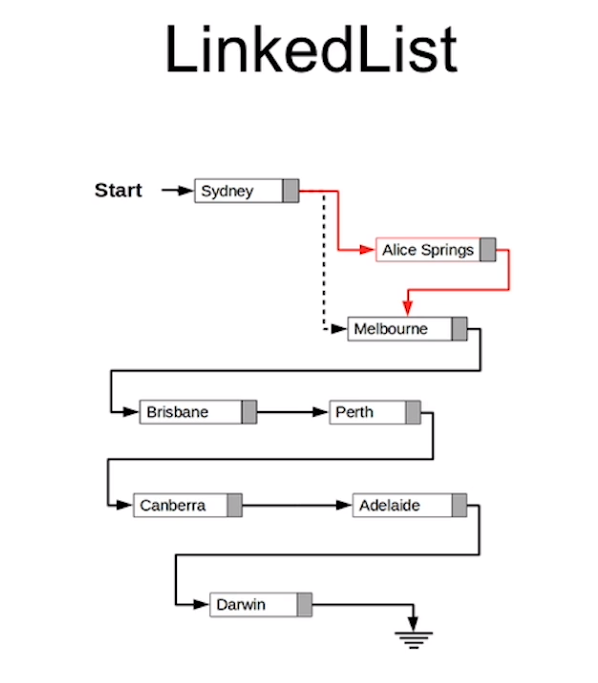 LinkedList
Start
Sydney
Alice Springs
Melbourne
Brisbane
Perth
Canberra
Adelaide
Darwin